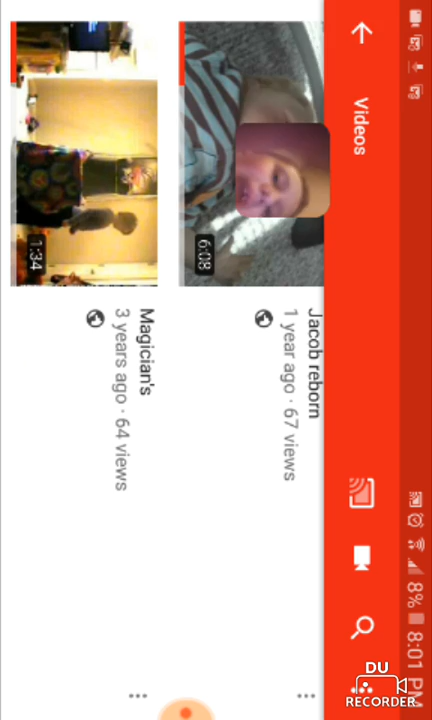 8% 8:01 PM
Videos
6:08
Jacob reborn
1 year ago · 67 views
1:34
Magician's
3 years ago · 64 views
DU
RECORDER